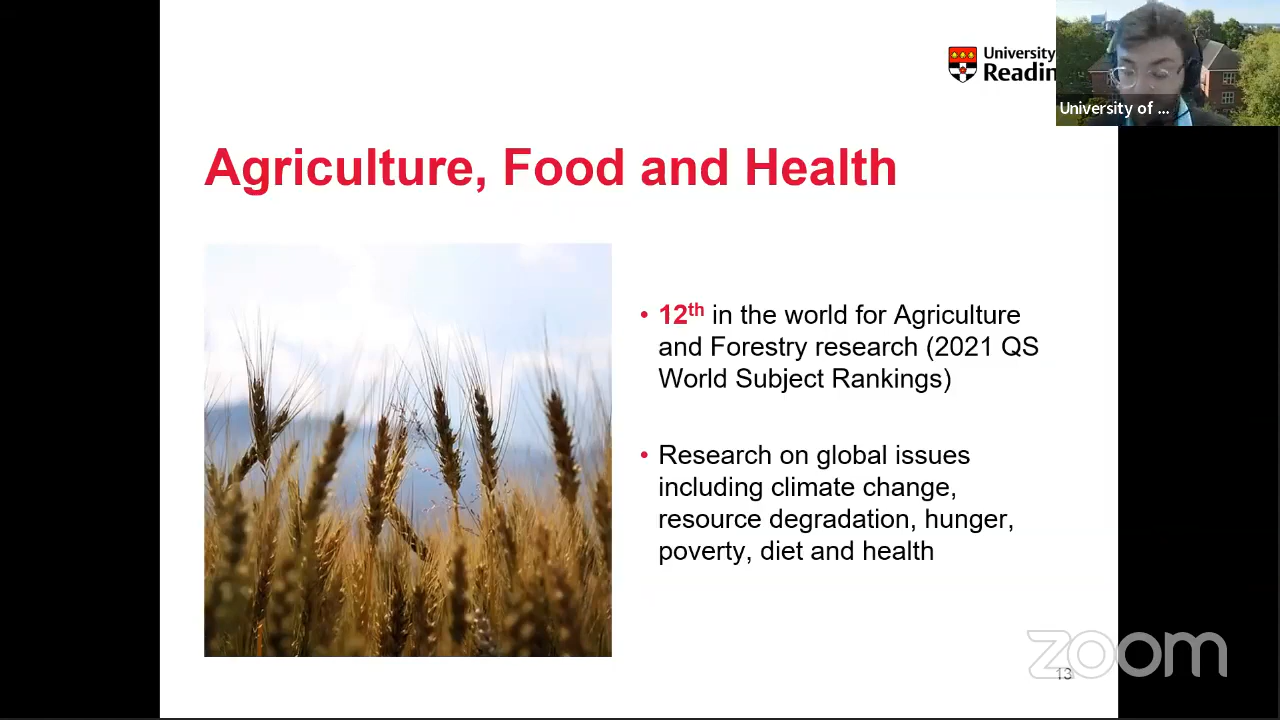 University
Readin
University of ...
Agriculture, Food and Health
• 12th in the world for Agriculture
and Forestry research (2021 QS
World Subject Rankings)
• Research on global issues
including climate change,
resource degradation, hunger,
poverty, diet and health
zoom
13